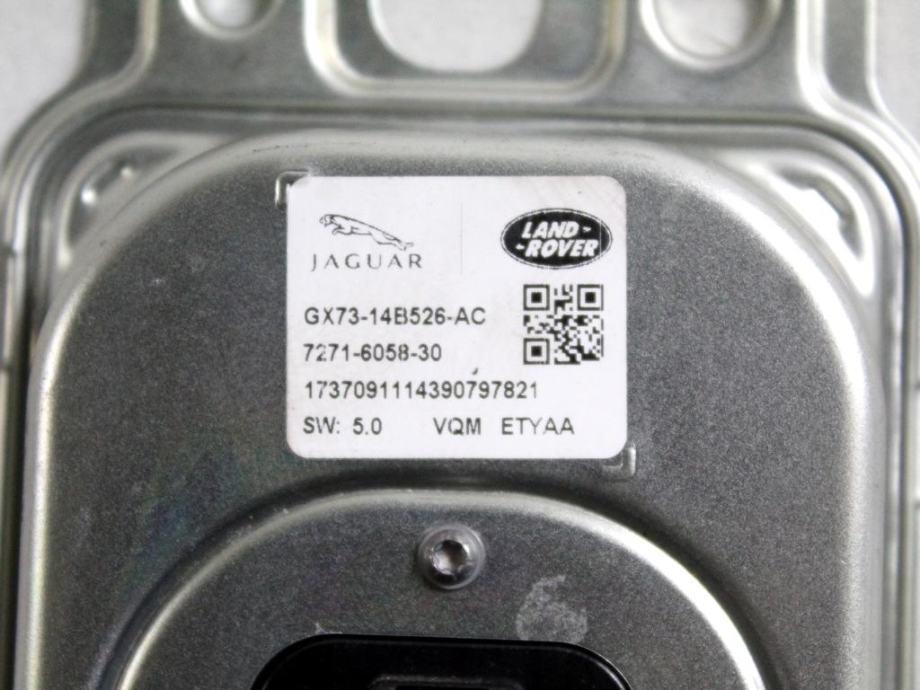 JAGUAR
LAND
ROVER
GX73-14B526-AC
7271-6058-30
1737091114390797821
SW: 5.0 VQM ETYAA